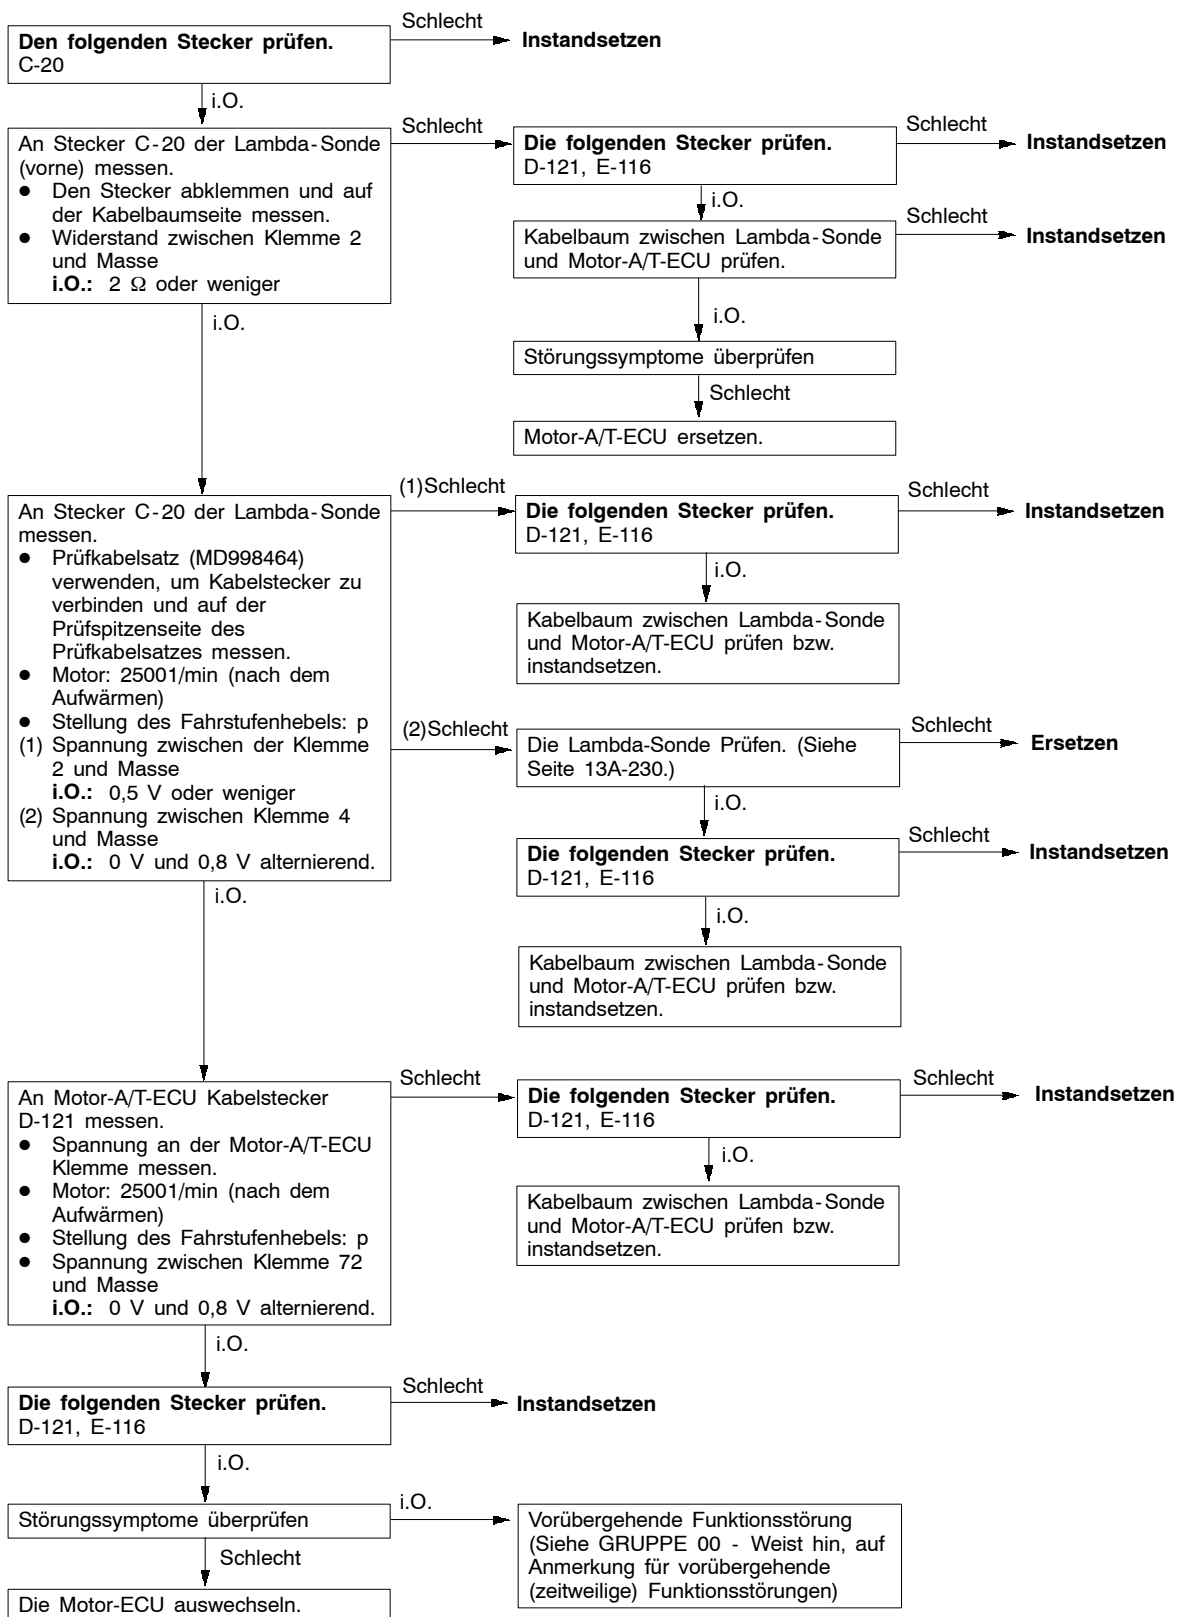 Den folgenden Stecker prüfen.
C-20
Schlecht
Instandsetzen
i.O.
An Stecker C-20 der Lambda-Sonde
(vorne) messen.
● Den Stecker abklemmen und auf
der Kabelbaumseite messen.
● Widerstand zwischen Klemme 2
und Masse
i.O.: 2 Ω oder weniger
Schlecht
Die folgenden Stecker prüfen.
D-121, E-116
Schlecht
Instandsetzen
i.O.
Kabelbaum zwischen Lambda-Sonde
und Motor-A/T-ECU prüfen.
Schlecht
Instandsetzen
i.O.
Störungssymptome überprüfen
Schlecht
Motor-A/T-ECU ersetzen.
i.O.
An Stecker C-20 der Lambda-Sonde
messen.
● Prüfkabelsatz (MD998464)
verwenden, um Kabelstecker zu
verbinden und auf der
Prüfspitzenseite des
Prüfkabelsatzes messen.
● Motor: 25001/min (nach dem
Aufwärmen)
● Stellung des Fahrstufenhebels: p
(1) Spannung zwischen der Klemme
2 und Masse
i.O.: 0,5 V oder weniger
(2) Spannung zwischen Klemme 4
und Masse
i.O.: 0 V und 0,8 V alternierend.
(1)Schlecht
Die folgenden Stecker prüfen.
D-121, E-116
Schlecht
Instandsetzen
i.O.
Kabelbaum zwischen Lambda-Sonde
und Motor-A/T-ECU prüfen bzw.
instandsetzen.
(2)Schlecht
Die Lambda-Sonde Prüfen. (Siehe
Seite 13A-230.)
Schlecht
Ersetzen
i.O.
Die folgenden Stecker prüfen.
D-121, E-116
Schlecht
Instandsetzen
i.O.
Kabelbaum zwischen Lambda-Sonde
und Motor-A/T-ECU prüfen bzw.
instandsetzen.
i.O.
An Motor-A/T-ECU Kabelstecker
D-121 messen.
● Spannung an der Motor-A/T-ECU
Klemme messen.
● Motor: 25001/min (nach dem
Aufwärmen)
● Stellung des Fahrstufenhebels: p
● Spannung zwischen Klemme 72
und Masse
i.O.: 0 V und 0,8 V alternierend.
Schlecht
Die folgenden Stecker prüfen.
D-121, E-116
Schlecht
Instandsetzen
i.O.
Kabelbaum zwischen Lambda-Sonde
und Motor-A/T-ECU prüfen bzw.
instandsetzen.
i.O.
Die folgenden Stecker prüfen.
D-121, E-116
Schlecht
Instandsetzen
i.O.
Störungssymptome überprüfen
i.O.
Vorübergehende Funktionsstörung
(Siehe GRUPPE 00 - Weist hin, auf
Anmerkung für vorübergehende
(zeitweilige) Funktionsstörungen)
Schlecht
Die Motor-ECU auswechseln.